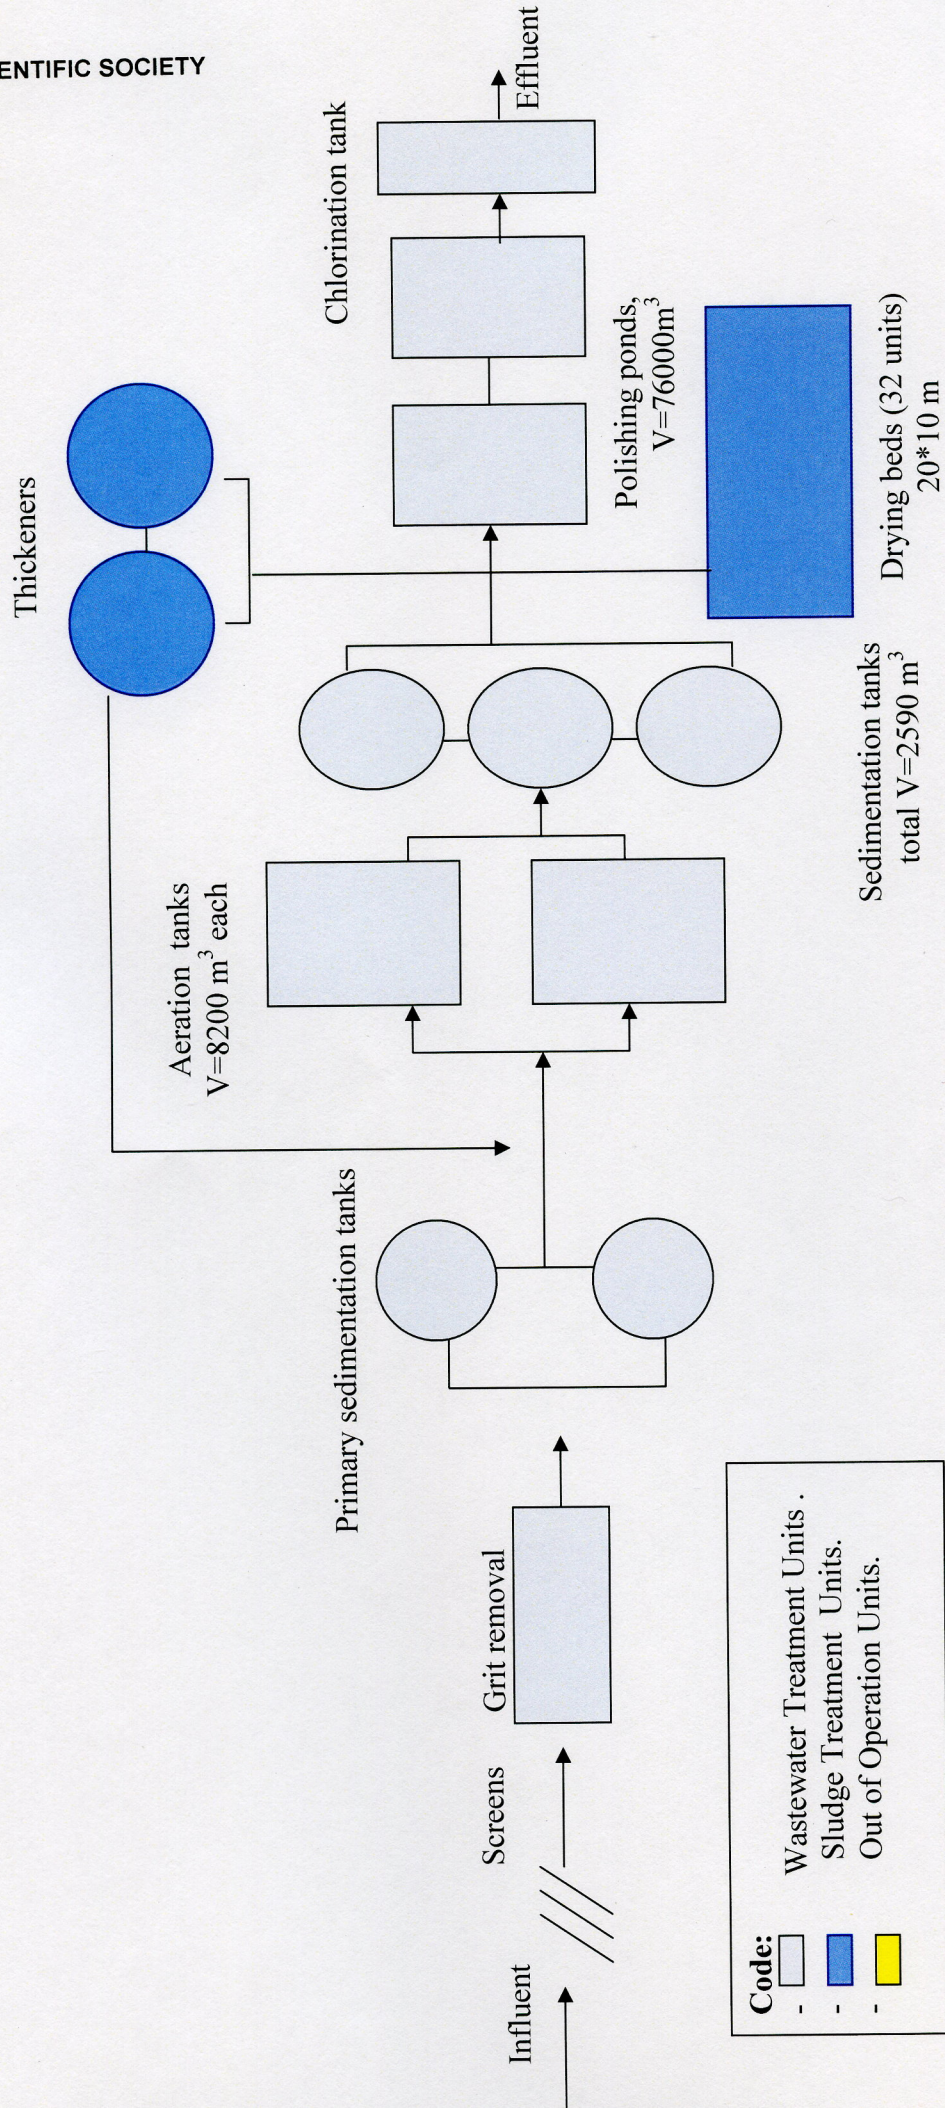 ENTIFIC SOCIETY
Influent
Screens
Grit removal
Primary sedimentation tanks
Aeration tanks
V=8200 m³ each
Thickeners
Sedimentation tanks
total V=2590 m³
Polishing ponds,
V=76000m³
Drying beds (32 units)
20*10 m
Chlorination tank
Effluent
Code:
- Wastewater Treatment Units .
- Sludge Treatment Units.
- Out of Operation Units.